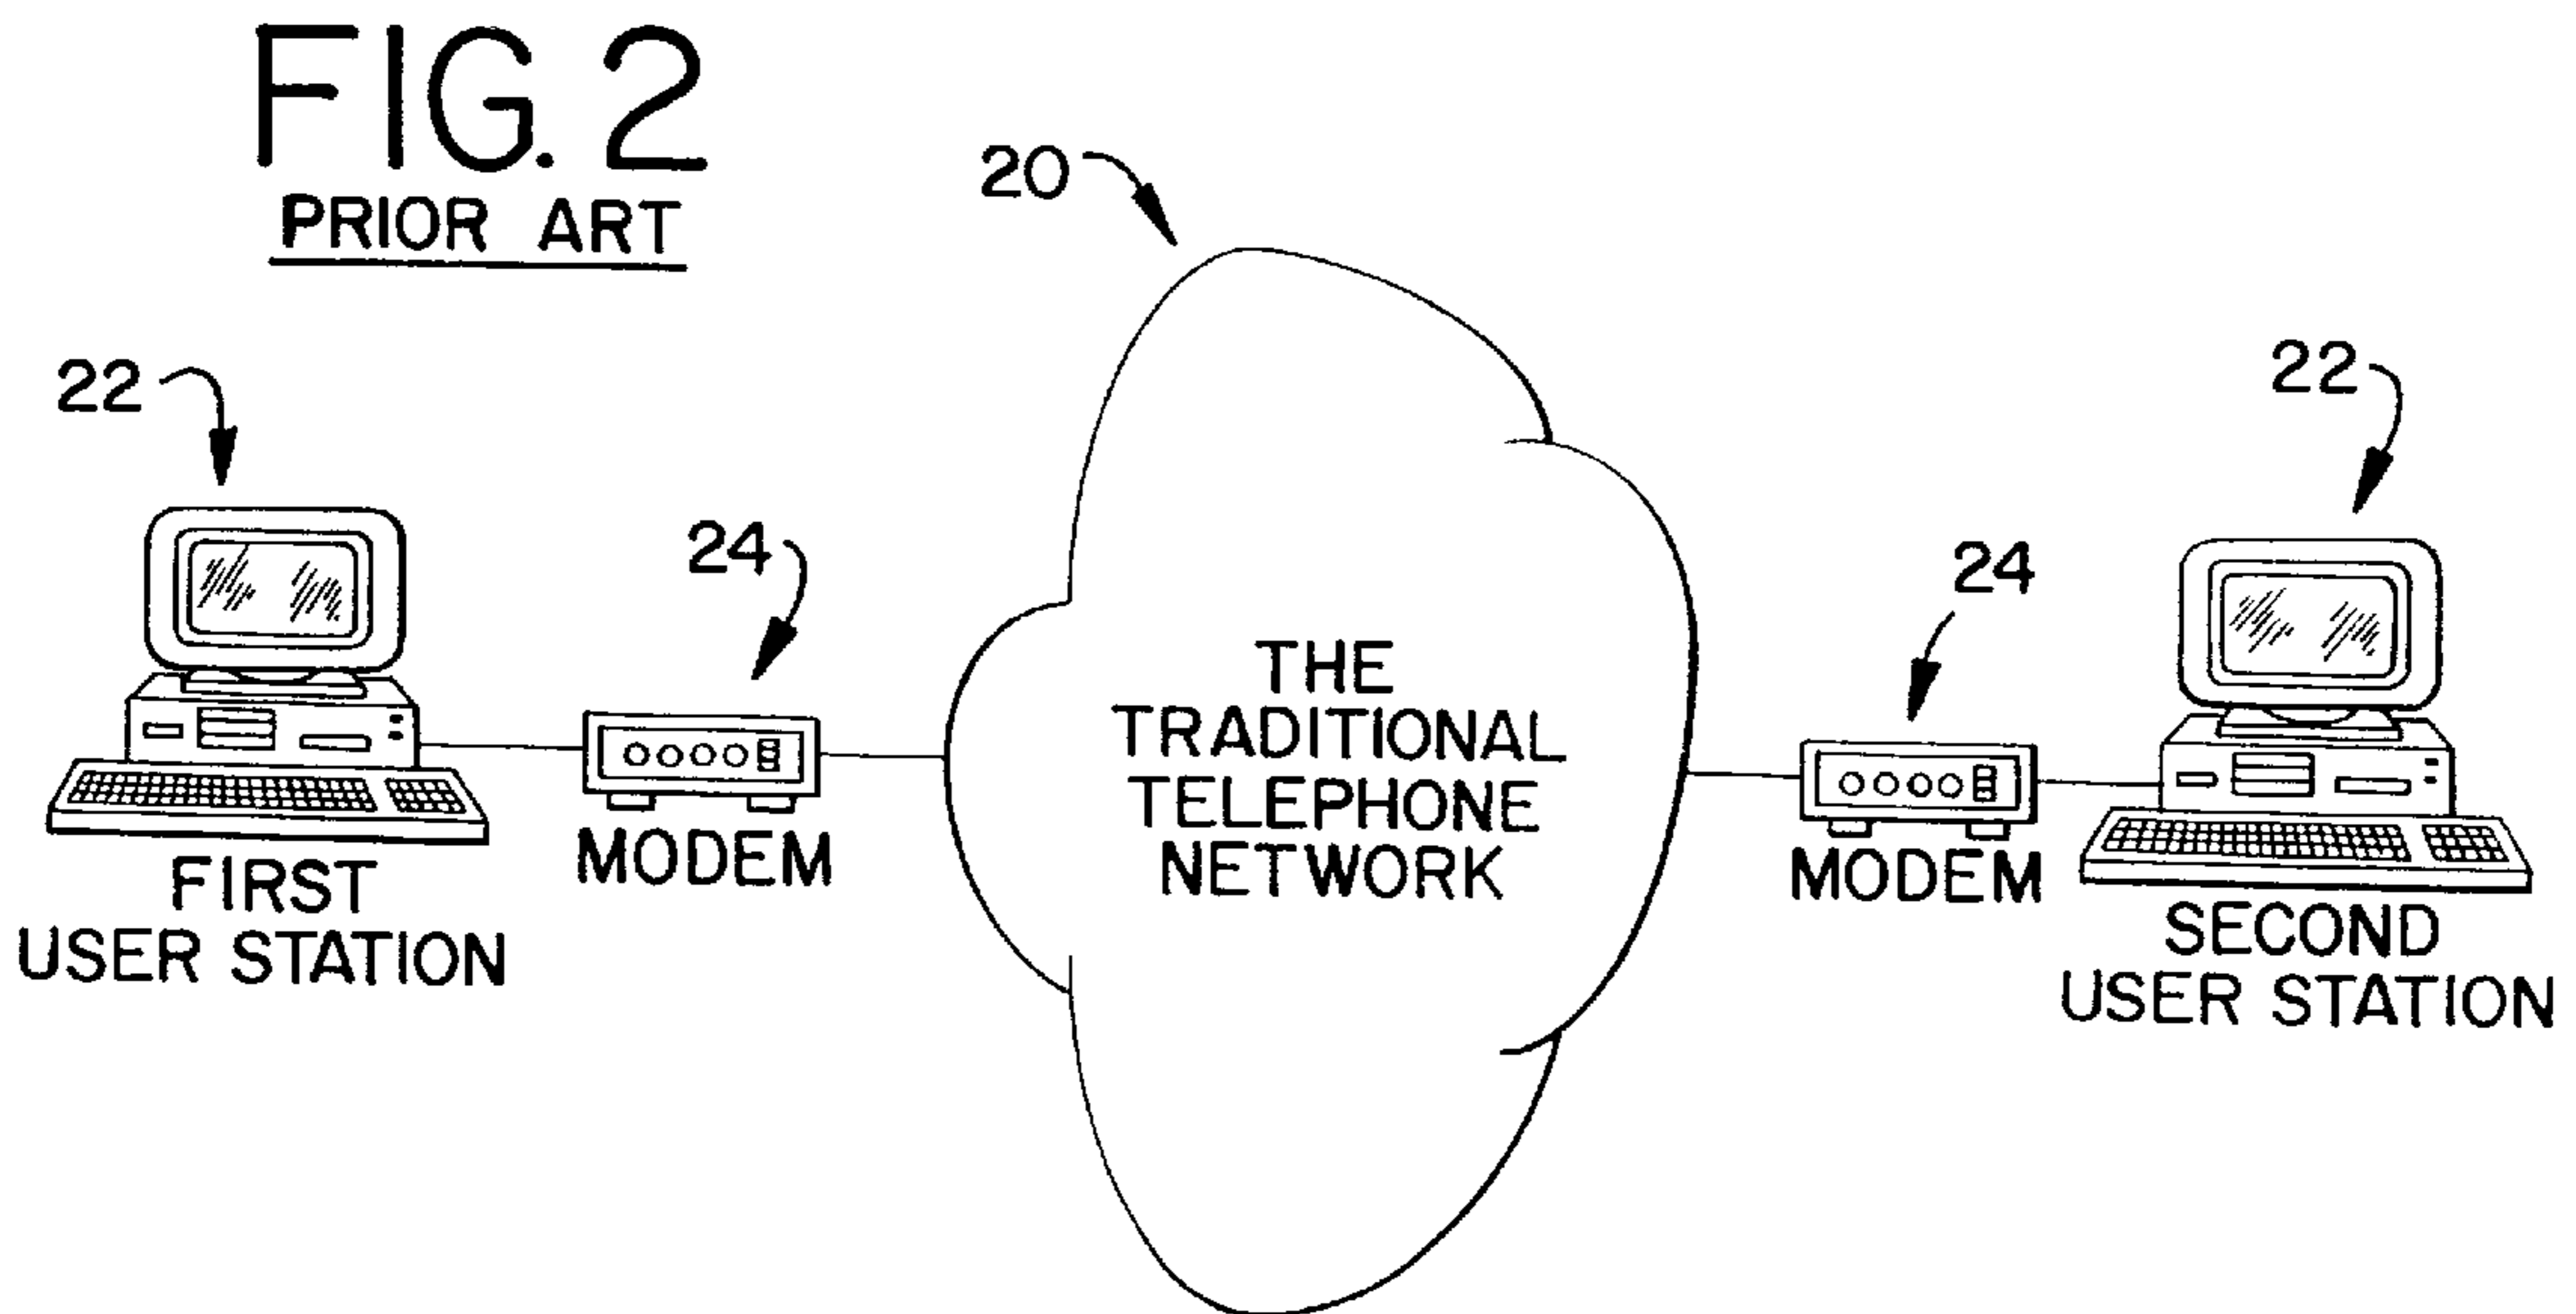 FIG. 2
PRIOR ART
20
22
22
24
24
THE
TRADITIONAL
TELEPHONE
NETWORK
MODEM
MODEM
FIRST
USER STATION
SECOND
USER STATION